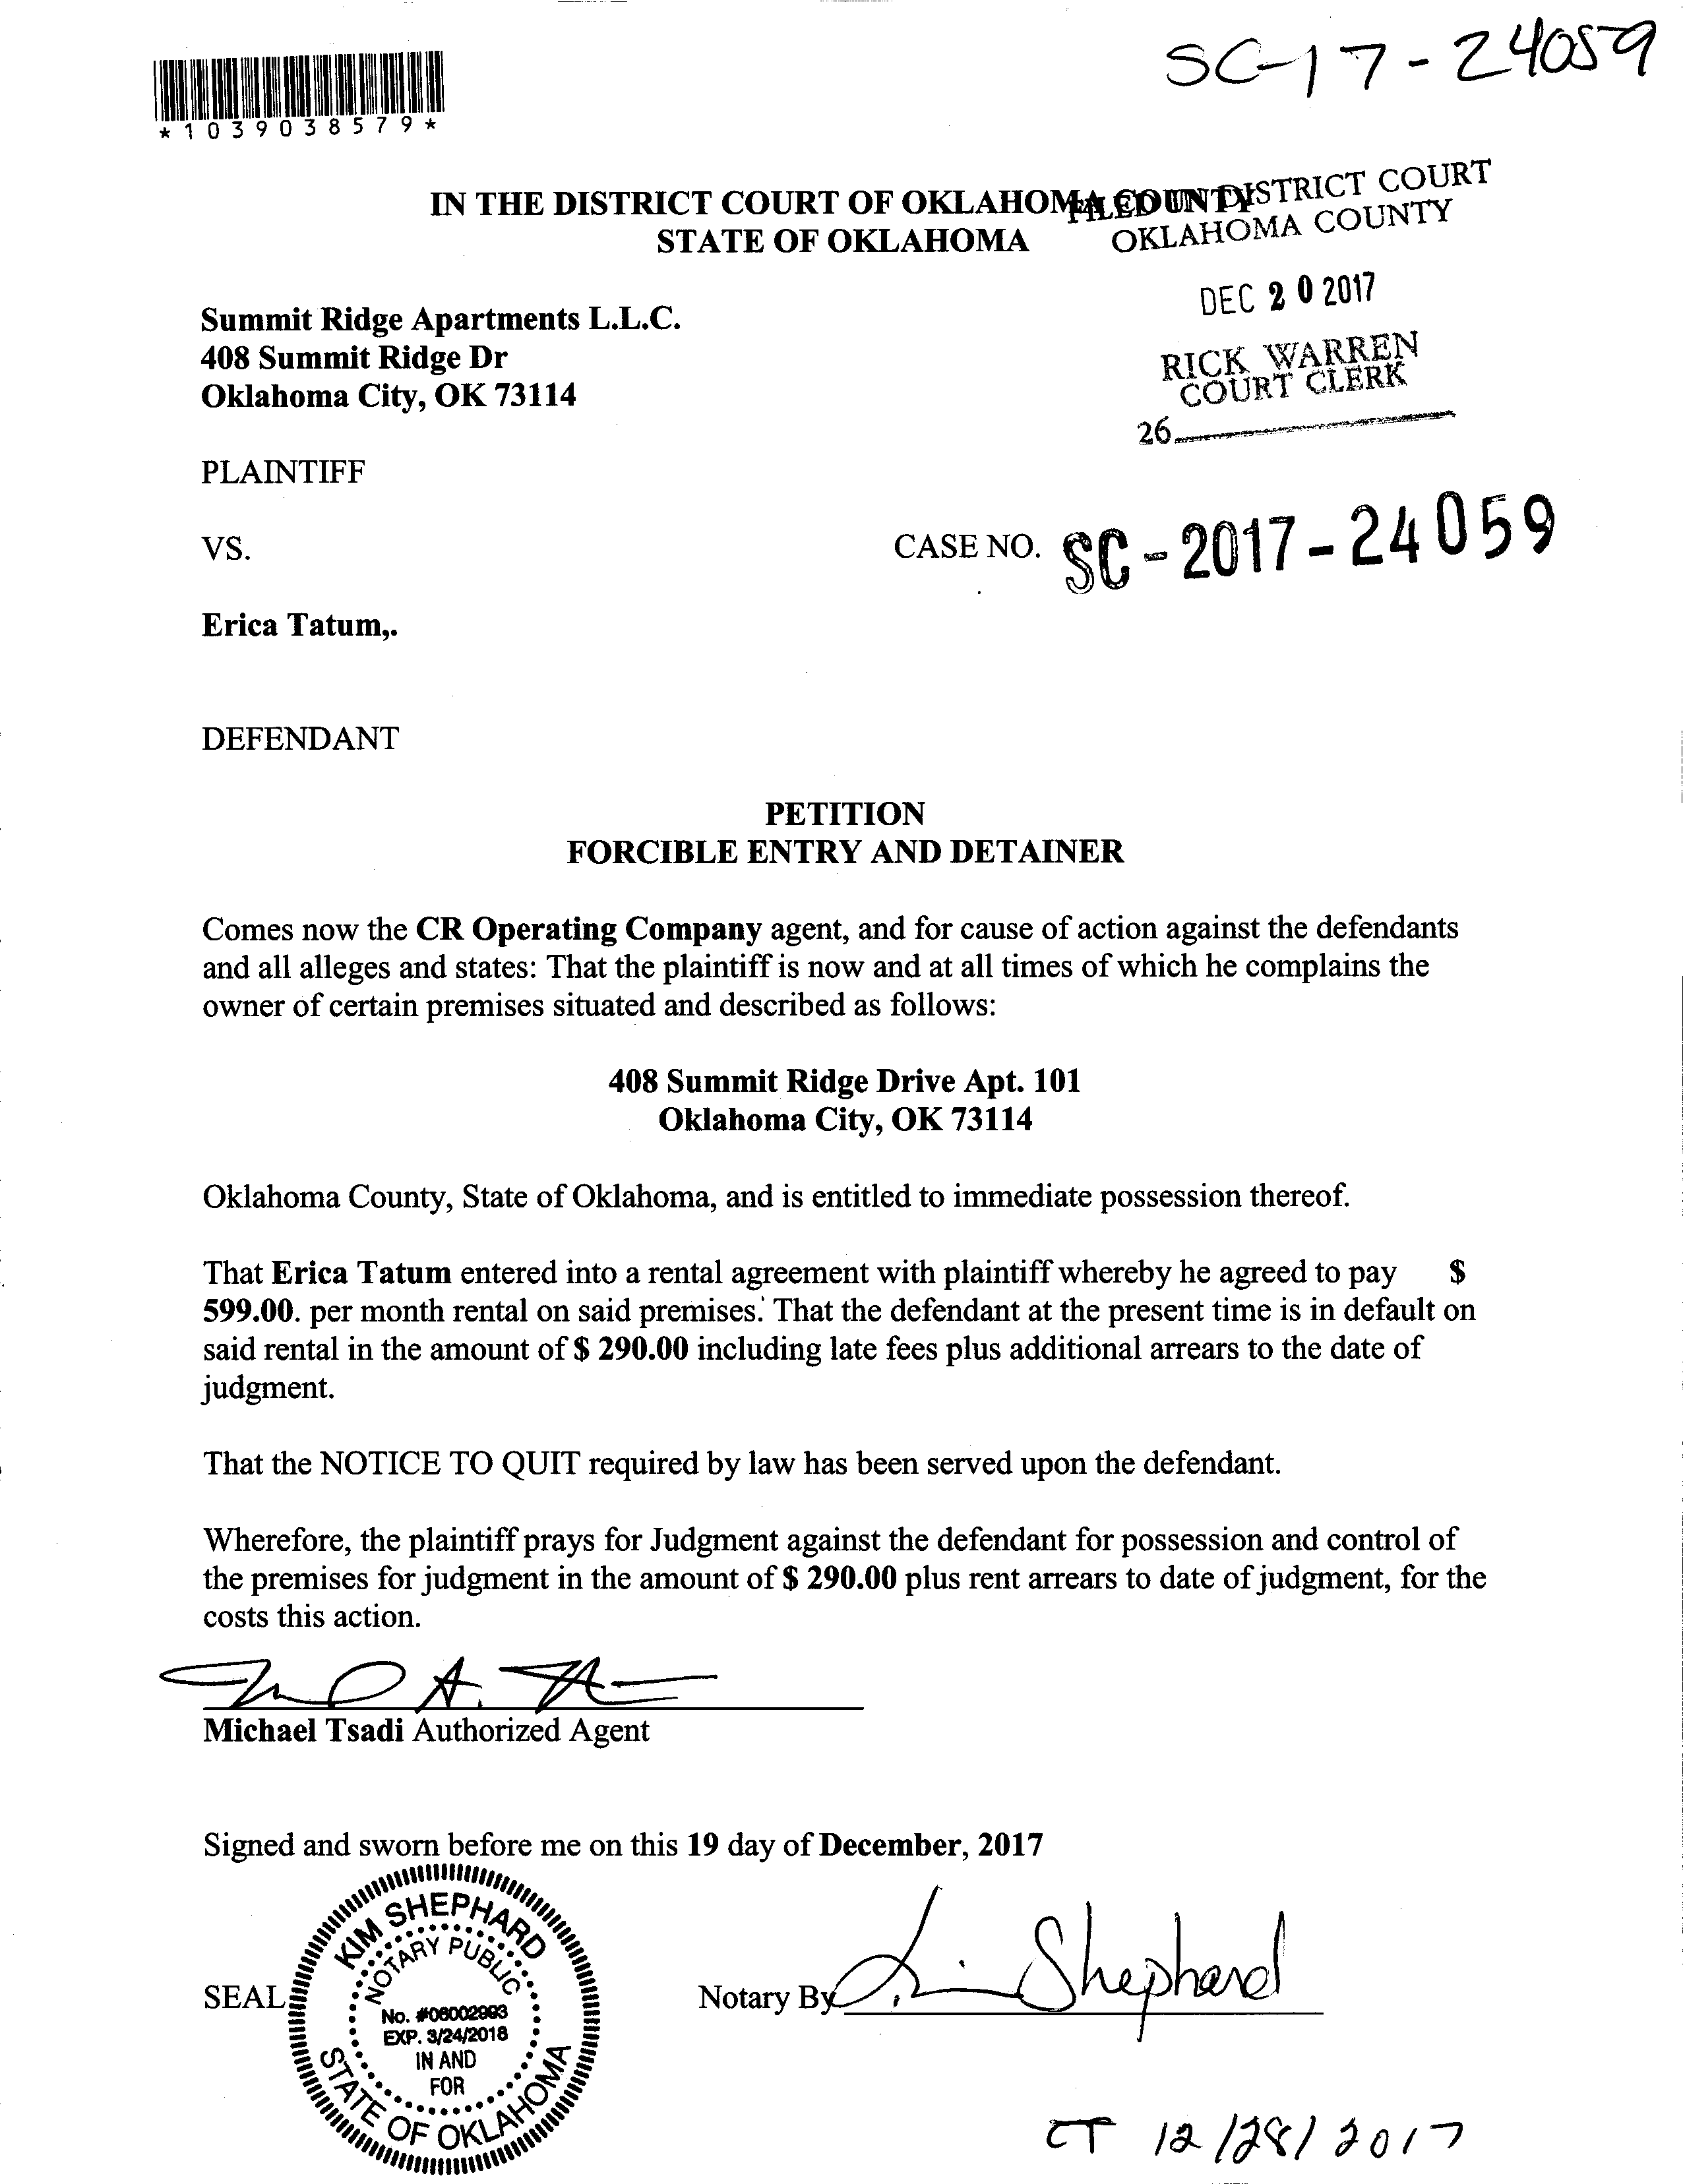 SC-17-24059
*1039038579*
IN THE DISTRICT COURT OF OKLAHOMA COUNTY
STATE OF OKLAHOMA
FILED IN DISTRICT COURT
OKLAHOMA COUNTY
DEC 20 2017
RICK WARREN
COURT CLERK
26
Summit Ridge Apartments L.L.C.
408 Summit Ridge Dr
Oklahoma City, OK 73114
PLAINTIFF
VS.
CASE NO. SC-2017-24059
Erica Tatum,.
DEFENDANT
PETITION
FORCIBLE ENTRY AND DETAINER
Comes now the CR Operating Company agent, and for cause of action against the defendants
and all alleges and states: That the plaintiff is now and at all times of which he complains the
owner of certain premises situated and described as follows:
408 Summit Ridge Drive Apt. 101
Oklahoma City, OK 73114
Oklahoma County, State of Oklahoma, and is entitled to immediate possession thereof.
That Erica Tatum entered into a rental agreement with plaintiff whereby he agreed to pay $
599.00. per month rental on said premises. That the defendant at the present time is in default on
said rental in the amount of $ 290.00 including late fees plus additional arrears to the date of
judgment.
That the NOTICE TO QUIT required by law has been served upon the defendant.
Wherefore, the plaintiff prays for Judgment against the defendant for possession and control of
the premises for judgment in the amount of $ 290.00 plus rent arrears to date of judgment, for the
costs this action.
Michael Tsadi Authorized Agent
Signed and sworn before me on this 19 day of December, 2017
SEAL
KIM SHEPHARD
NOTARY PUBLIC
No. #06002993
EXP. 3/24/2018
IN AND
FOR
STATE OF OKLAHOMA
Notary By Kim Shephard
CT 12/28/2017